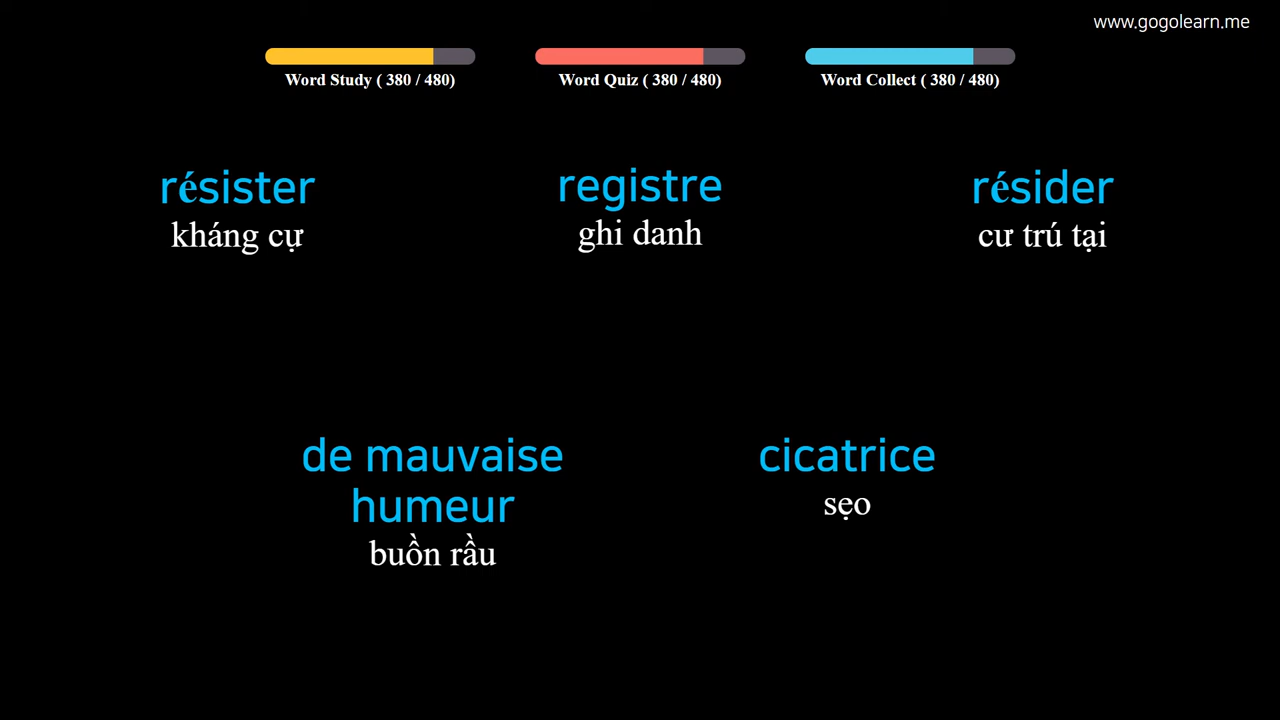 www.gogolearn.me
Word Study ( 380 / 480)
Word Quiz ( 380 / 480)
Word Collect ( 380 / 480)
résister
kháng cự
registre
ghi danh
résider
cư trú tại
de mauvaise
humeur
buồn rầu
cicatrice
sẹo